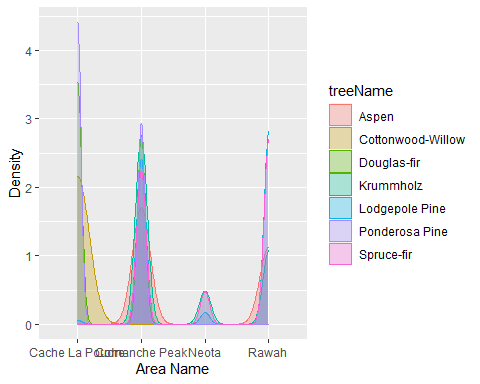 4
3
2
1
0
Density
Cache La Poudre
Comanche Peak
Neota
Rawah
Area Name
treeName
Aspen
Cottonwood-Willow
Douglas-fir
Krummholz
Lodgepole Pine
Ponderosa Pine
Spruce-fir